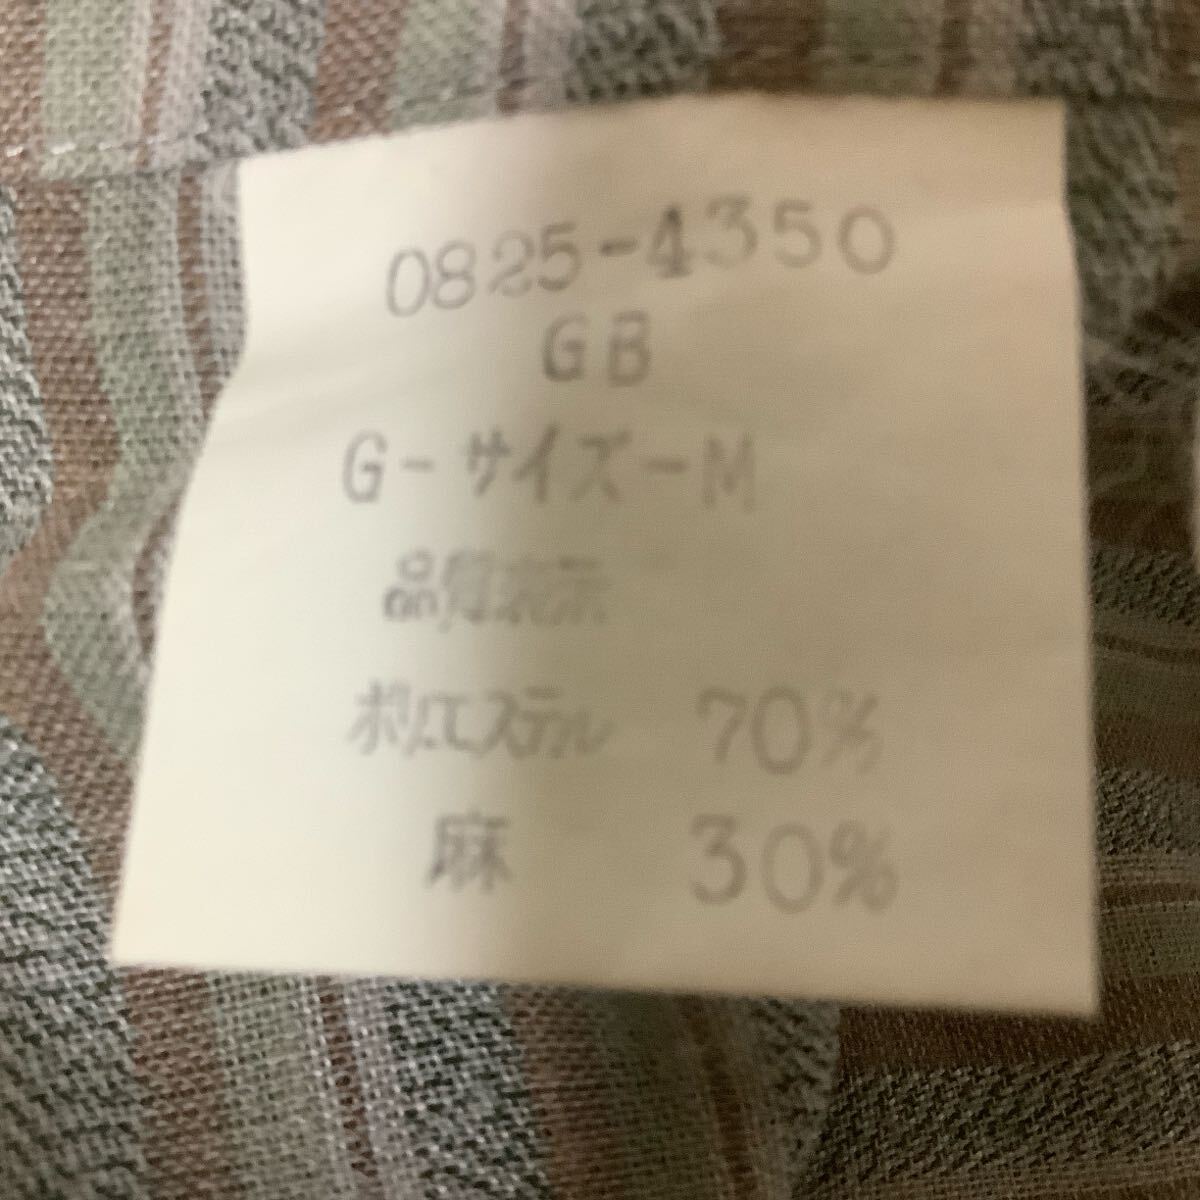 0825-4350
GB
G-サイズ-M
品質表示
ポリエステル 70%
麻 30%